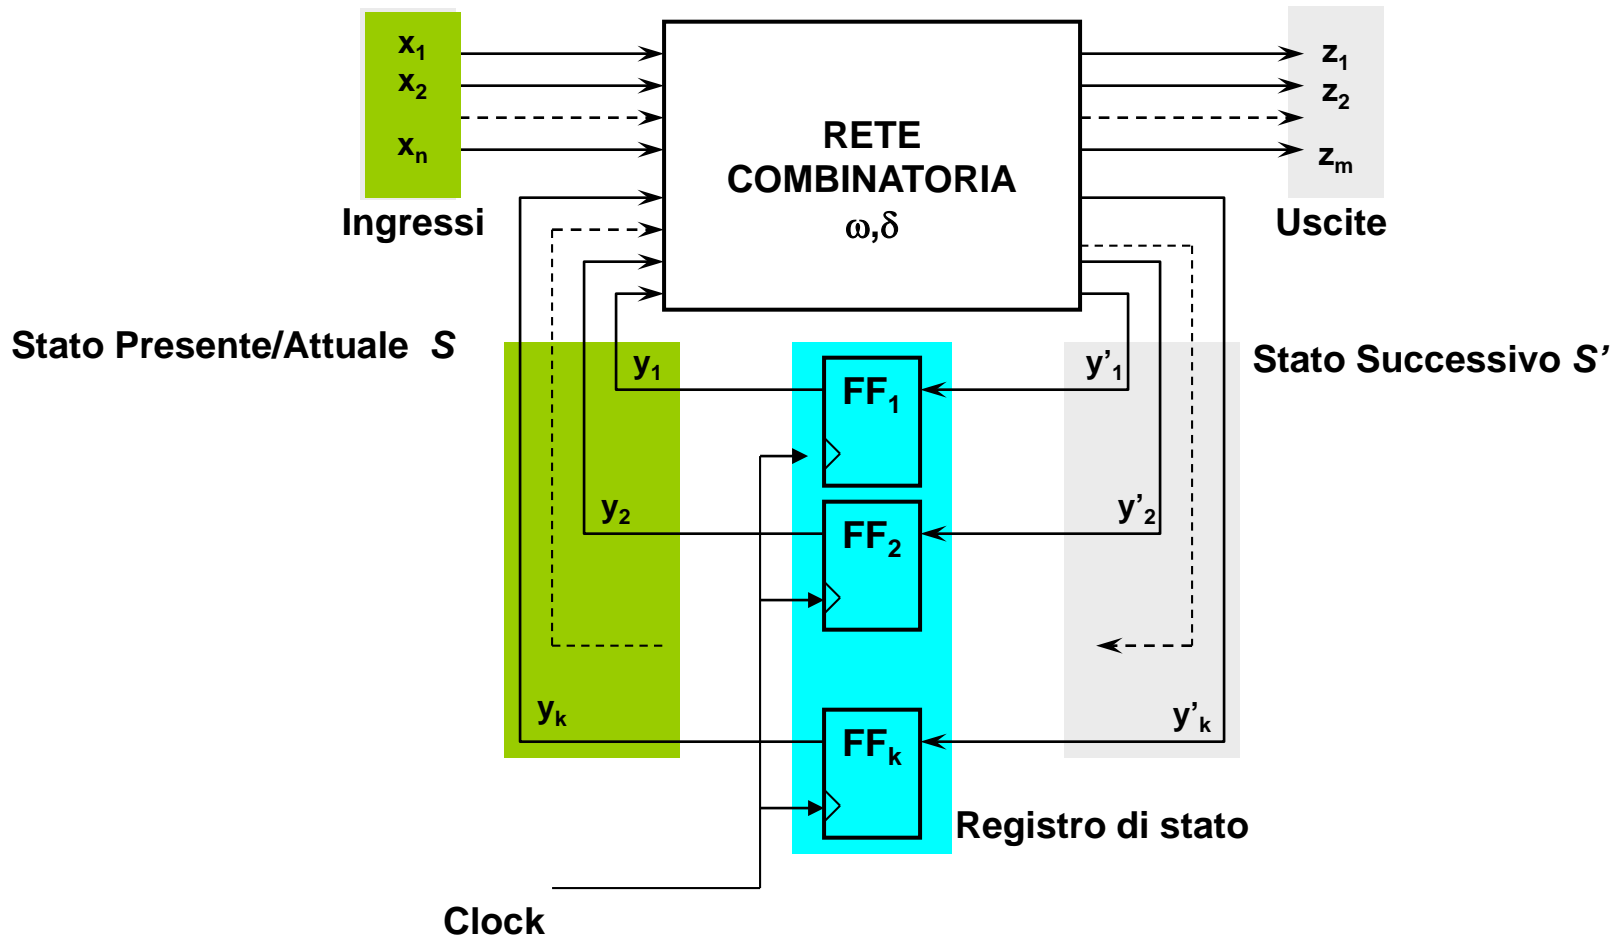 x1
x2
xn
Ingressi
RETE
COMBINATORIA
ω,δ
z1
z2
zm
Uscite
Stato Presente/Attuale S
Stato Successivo S’
y1
FF1
y’1
y2
FF2
y’2
yk
FFk
y’k
Registro di stato
Clock